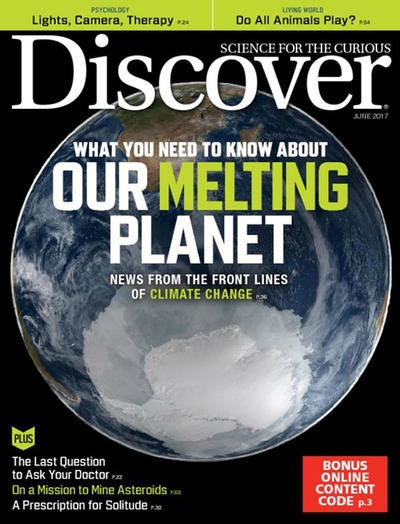 PSYCHOLOGY
Lights, Camera, Therapy P.24
LIVING WORLD
Do All Animals Play? P.54
SCIENCE FOR THE CURIOUS
Discover®
JUNE 2017
WHAT YOU NEED TO KNOW ABOUT
OUR MELTING
PLANET
NEWS FROM THE FRONT LINES
OF CLIMATE CHANGE P.36
PLUS
The Last Question
to Ask Your Doctor P.22
On a Mission to Mine Asteroids P.60
A Prescription for Solitude P.30
BONUS
ONLINE
CONTENT
CODE p.3